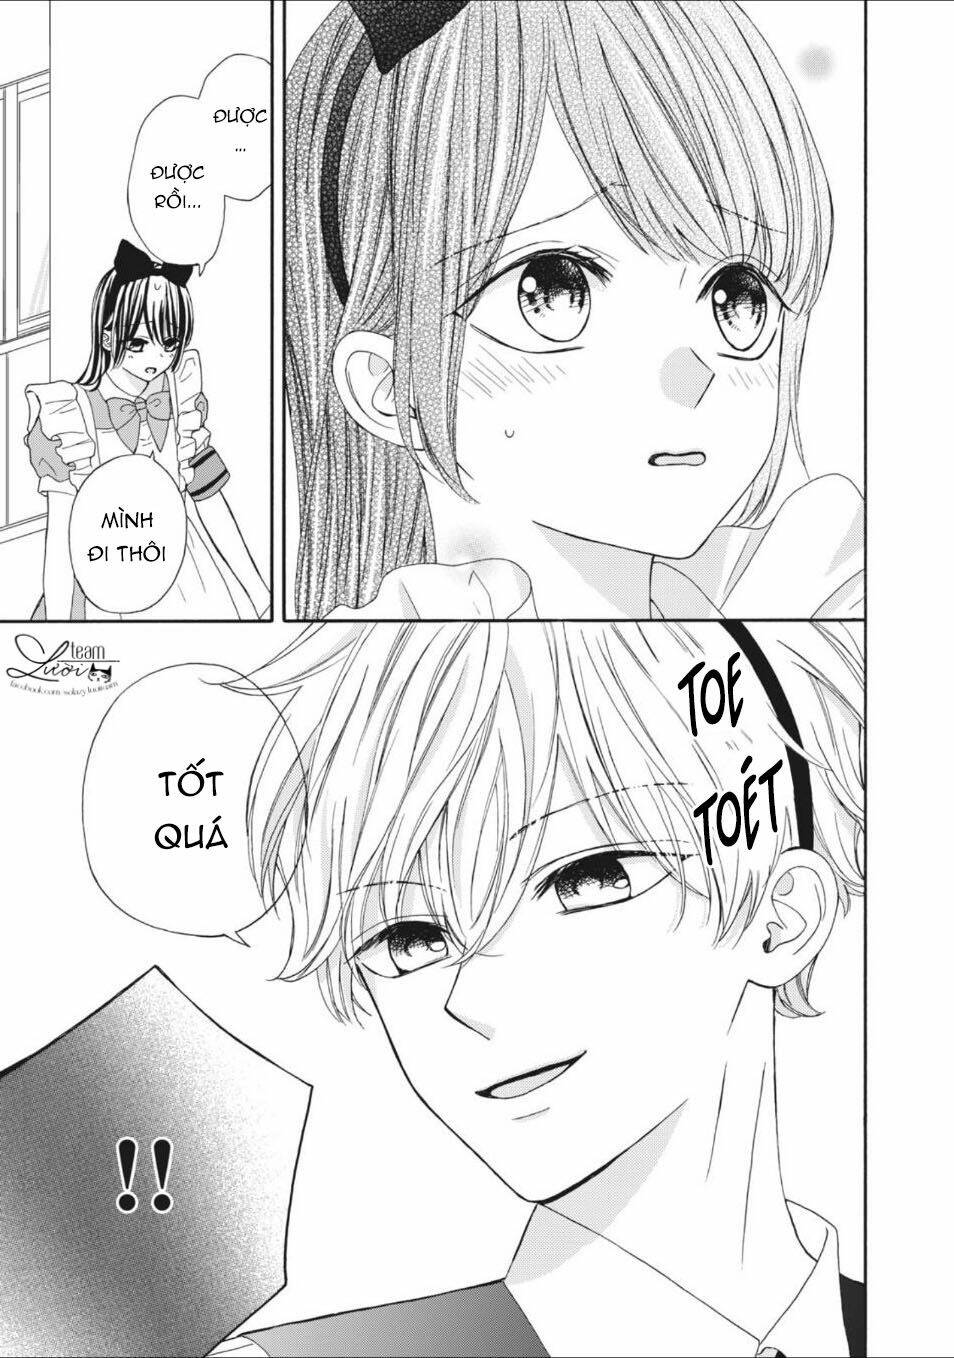 ĐƯỢC
...
ĐƯỢC
RỒI...
MÌNH
ĐI THÔI
team
Lười
TOE
TOÉT
TỐT
QUÁ
!!